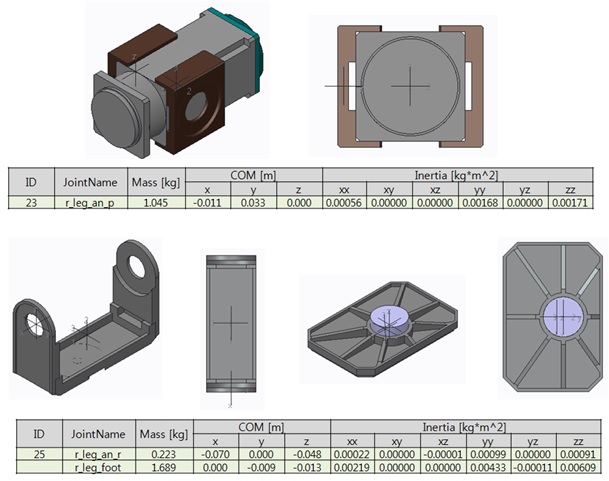 z
2
ID JointName Mass [kg] COM [m] Inertia [kg*m^2]
x y z xx xy xz yy yz zz
23 r_leg_an_p 1.045 -0.011 0.033 0.000 0.00056 0.00000 0.00000 0.00168 0.00000 0.00171
ID JointName Mass [kg] COM [m] Inertia [kg*m^2]
x y z xx xy xz yy yz zz
25 r_leg_an_r 0.223 -0.070 0.000 -0.048 0.00022 0.00000 -0.00001 0.00099 0.00000 0.00091
r_leg_foot 1.689 0.000 -0.009 -0.013 0.00219 0.00000 0.00000 0.00433 -0.00011 0.00609